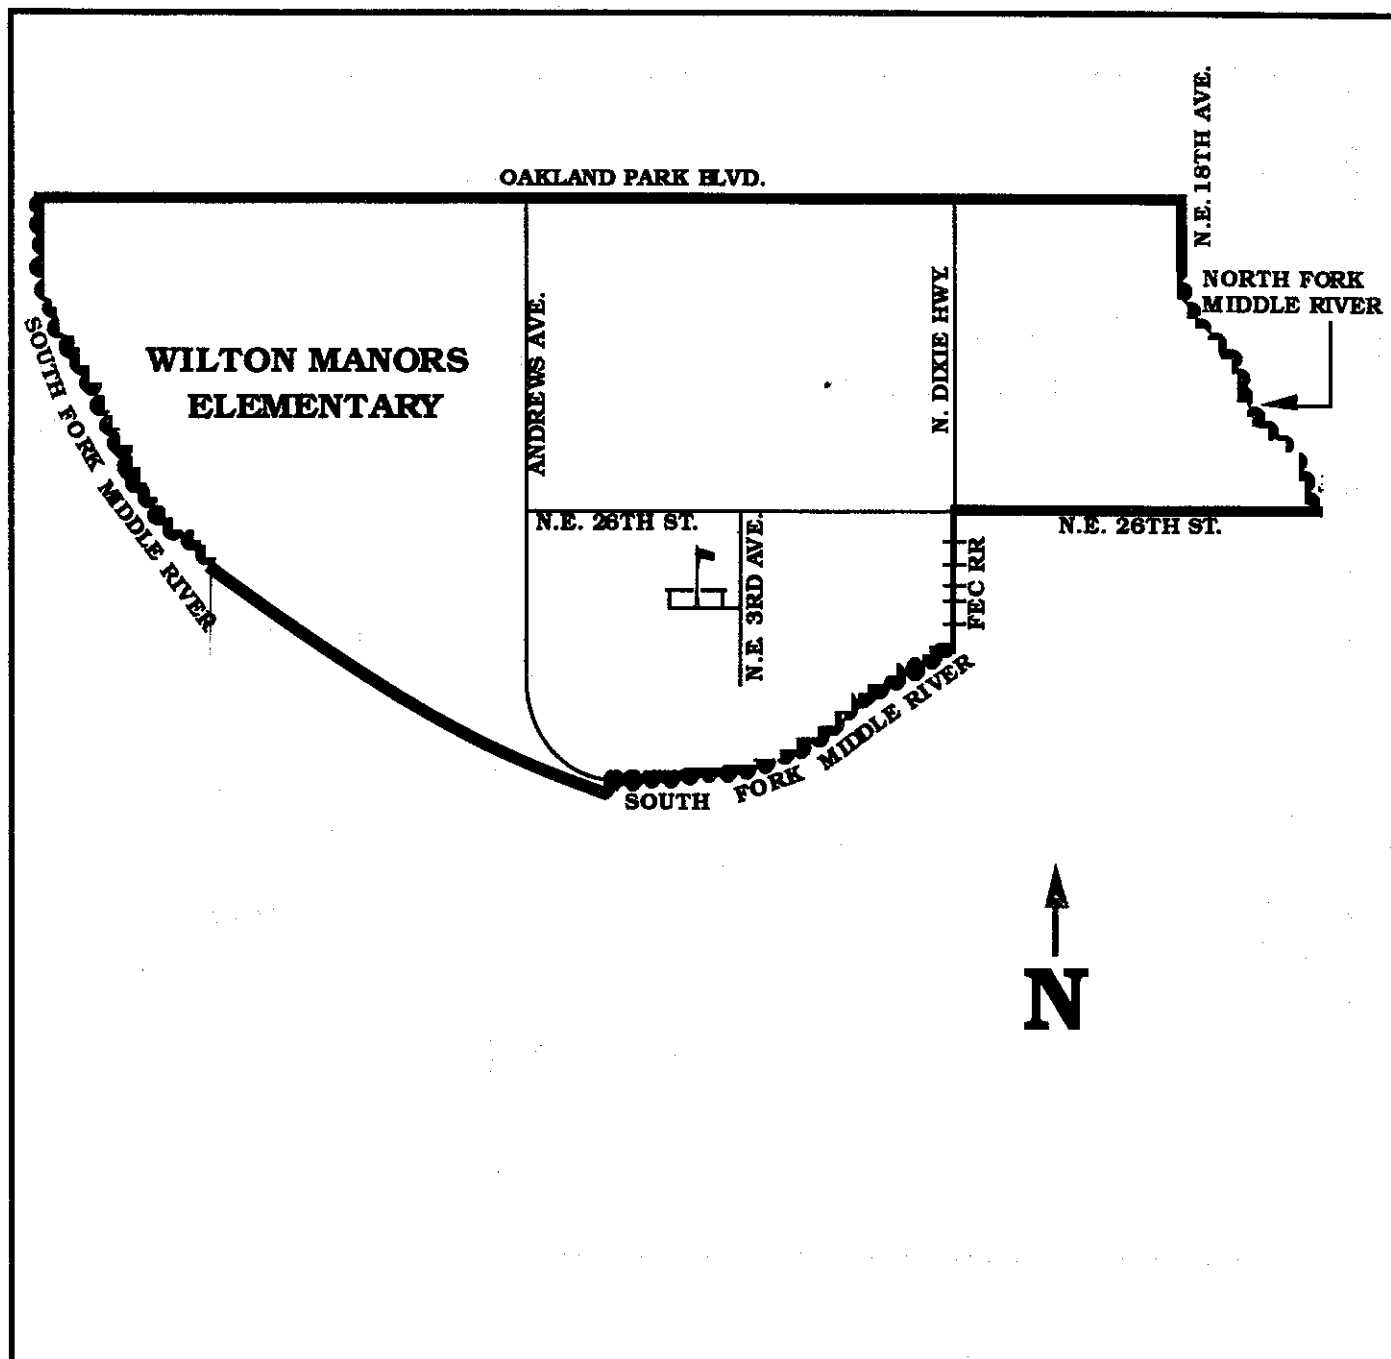 N.E. 18TH AVE.
OAKLAND PARK BLVD.
NORTH FORK
MIDDLE RIVER
WILTON MANORS
ELEMENTARY
ANDREWS AVE.
N. DIXIE HWY.
SOUTH FORK MIDDLE RIVER
N.E. 26TH ST.
N.E. 26TH ST.
N.E. 3RD AVE.
FEC RR
SOUTH FORK MIDDLE RIVER
N